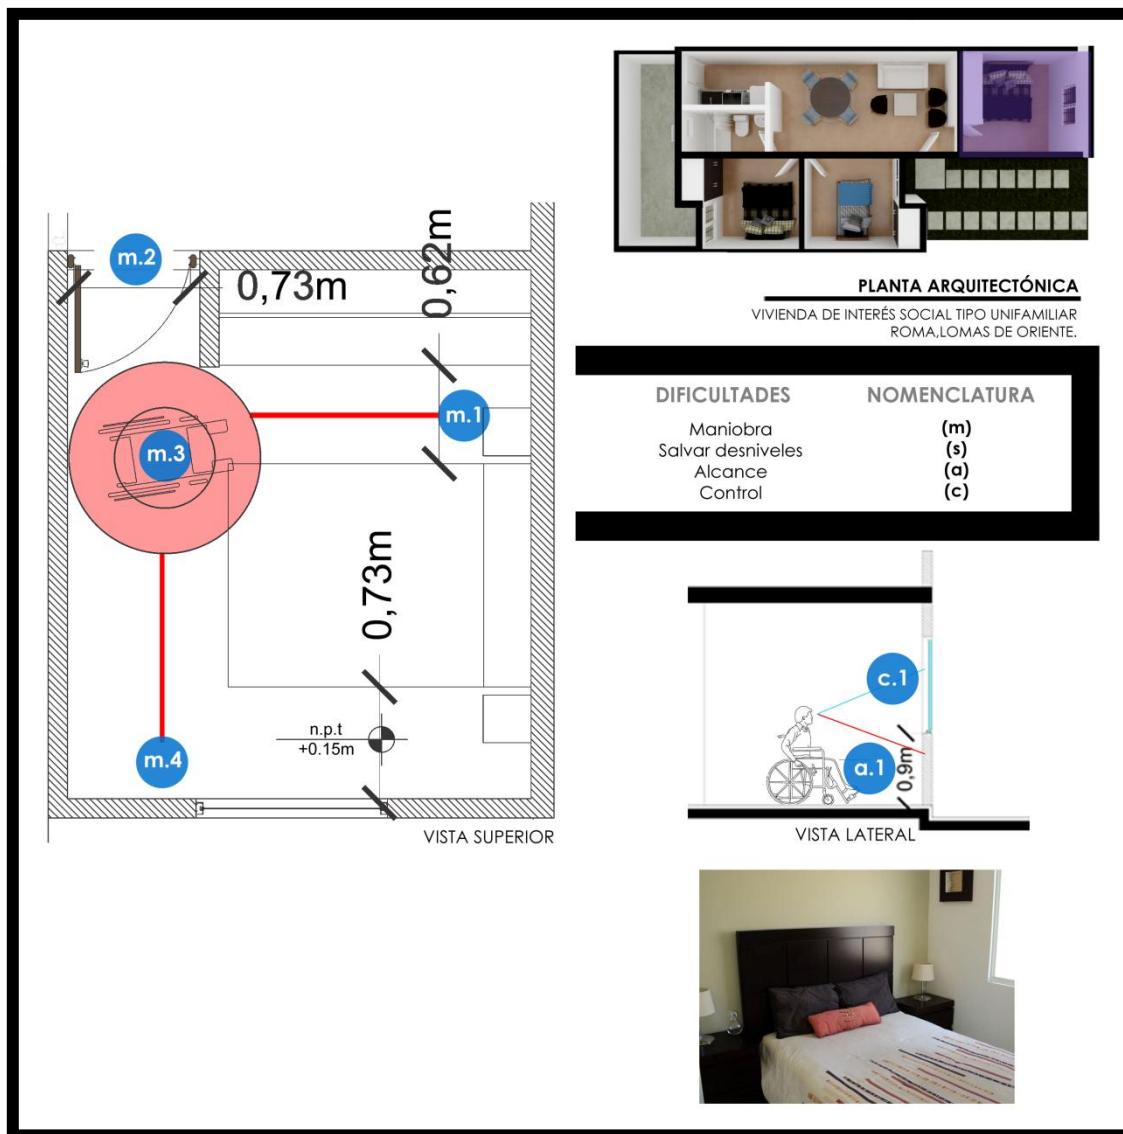 PLANTA ARQUITECTÓNICA
VIVIENDA DE INTERÉS SOCIAL TIPO UNIFAMILIAR
ROMA,LOMAS DE ORIENTE.
DIFICULTADES NOMENCLATURA
Maniobra (m)
Salvar desniveles (s)
Alcance (a)
Control (c)
m.2
0,73m
0,62m
m.1
m.3
0,73m
n.p.t
+0.15m
m.4
VISTA SUPERIOR
c.1
a.1
0,9m
VISTA LATERAL